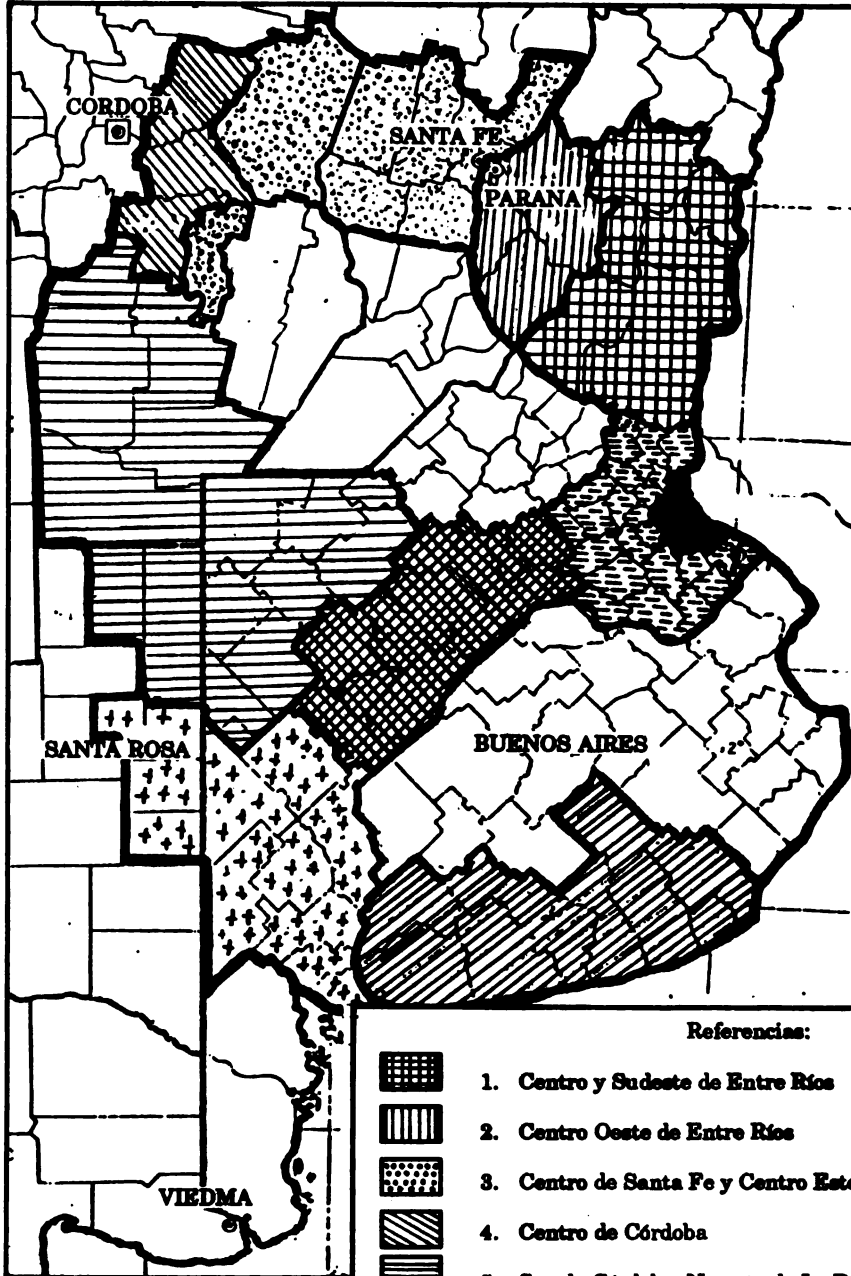 CORDOBA
SANTA FE
PARANA
SANTA ROSA
BUENOS AIRES
VIEDMA
Referencias:
1. Centro y Sudeste de Entre Ríos
2. Centro Oeste de Entre Ríos
3. Centro de Santa Fe y Centro Este
4. Centro de Córdoba